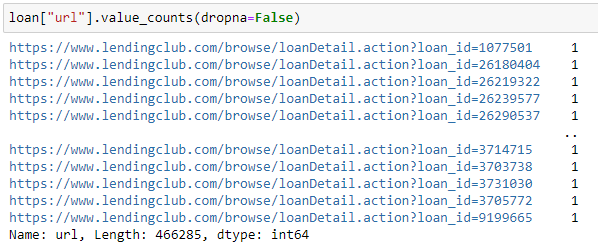 loan["url"].value_counts(dropna=False)
https://www.lendingclub.com/browse/loanDetail.action?loan_id=1077501     1
https://www.lendingclub.com/browse/loanDetail.action?loan_id=26180404    1
https://www.lendingclub.com/browse/loanDetail.action?loan_id=26219322    1
https://www.lendingclub.com/browse/loanDetail.action?loan_id=26239577    1
https://www.lendingclub.com/browse/loanDetail.action?loan_id=26290537    1
..
https://www.lendingclub.com/browse/loanDetail.action?loan_id=3714715     1
https://www.lendingclub.com/browse/loanDetail.action?loan_id=3703738     1
https://www.lendingclub.com/browse/loanDetail.action?loan_id=3731030     1
https://www.lendingclub.com/browse/loanDetail.action?loan_id=3705772     1
https://www.lendingclub.com/browse/loanDetail.action?loan_id=9199665     1
Name: url, Length: 466285, dtype: int64